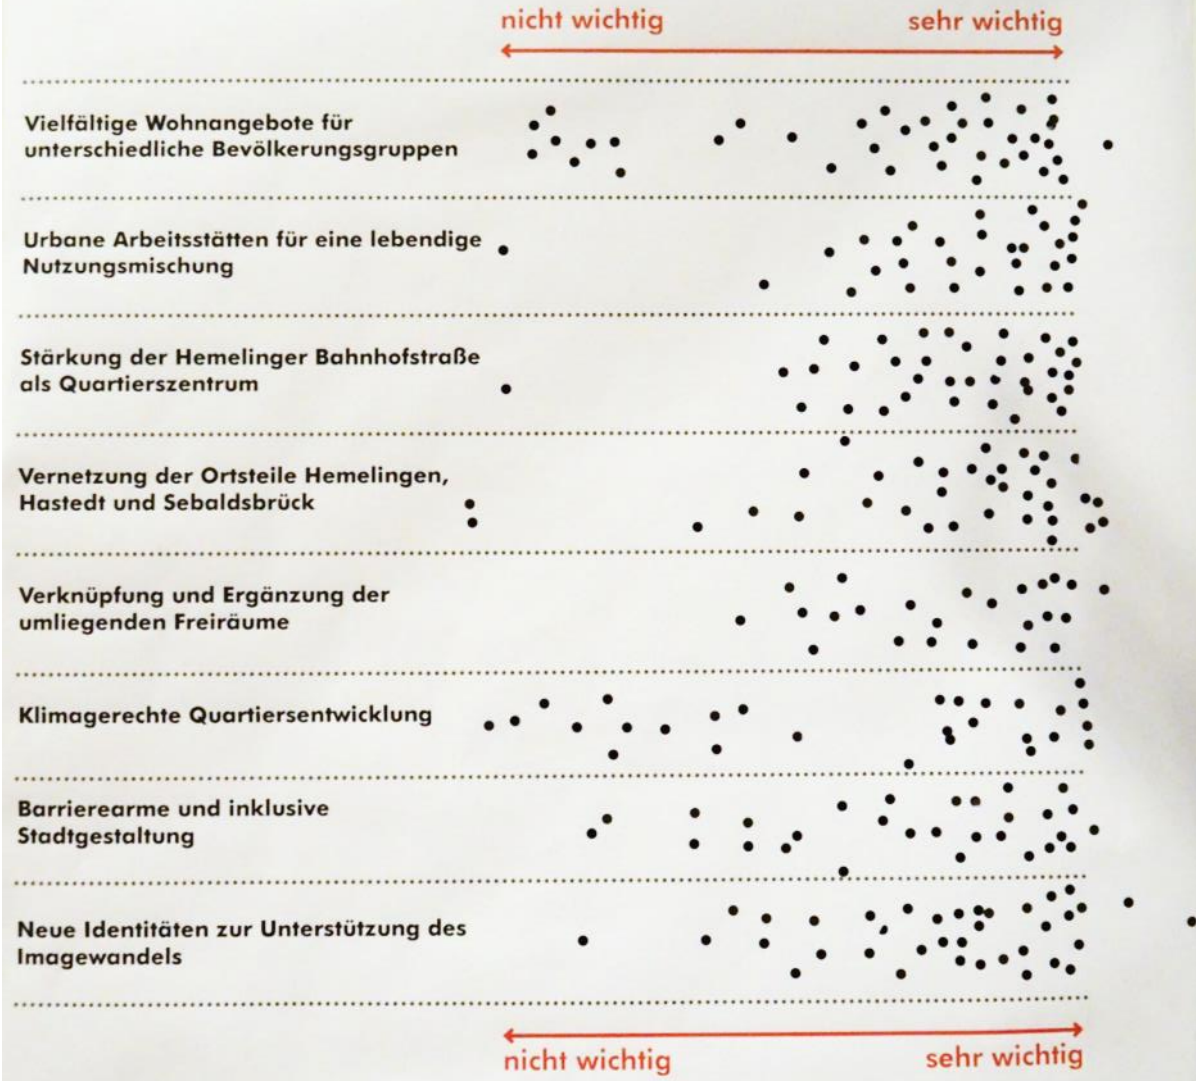 nicht wichtig
sehr wichtig
Vielfältige Wohnangebote für
unterschiedliche Bevölkerungsgruppen
Urbane Arbeitsstätten für eine lebendige
Nutzungsmischung
Stärkung der Hemelinger Bahnhofstraße
als Quartierszentrum
Vernetzung der Ortsteile Hemelingen,
Hastedt und Sebaldsbrück
Verknüpfung und Ergänzung der
umliegenden Freiräume
Klimagerechte Quartiersentwicklung
Barrierearme und inklusive
Stadtgestaltung
Neue Identitäten zur Unterstützung des
Imagewandels
nicht wichtig
sehr wichtig